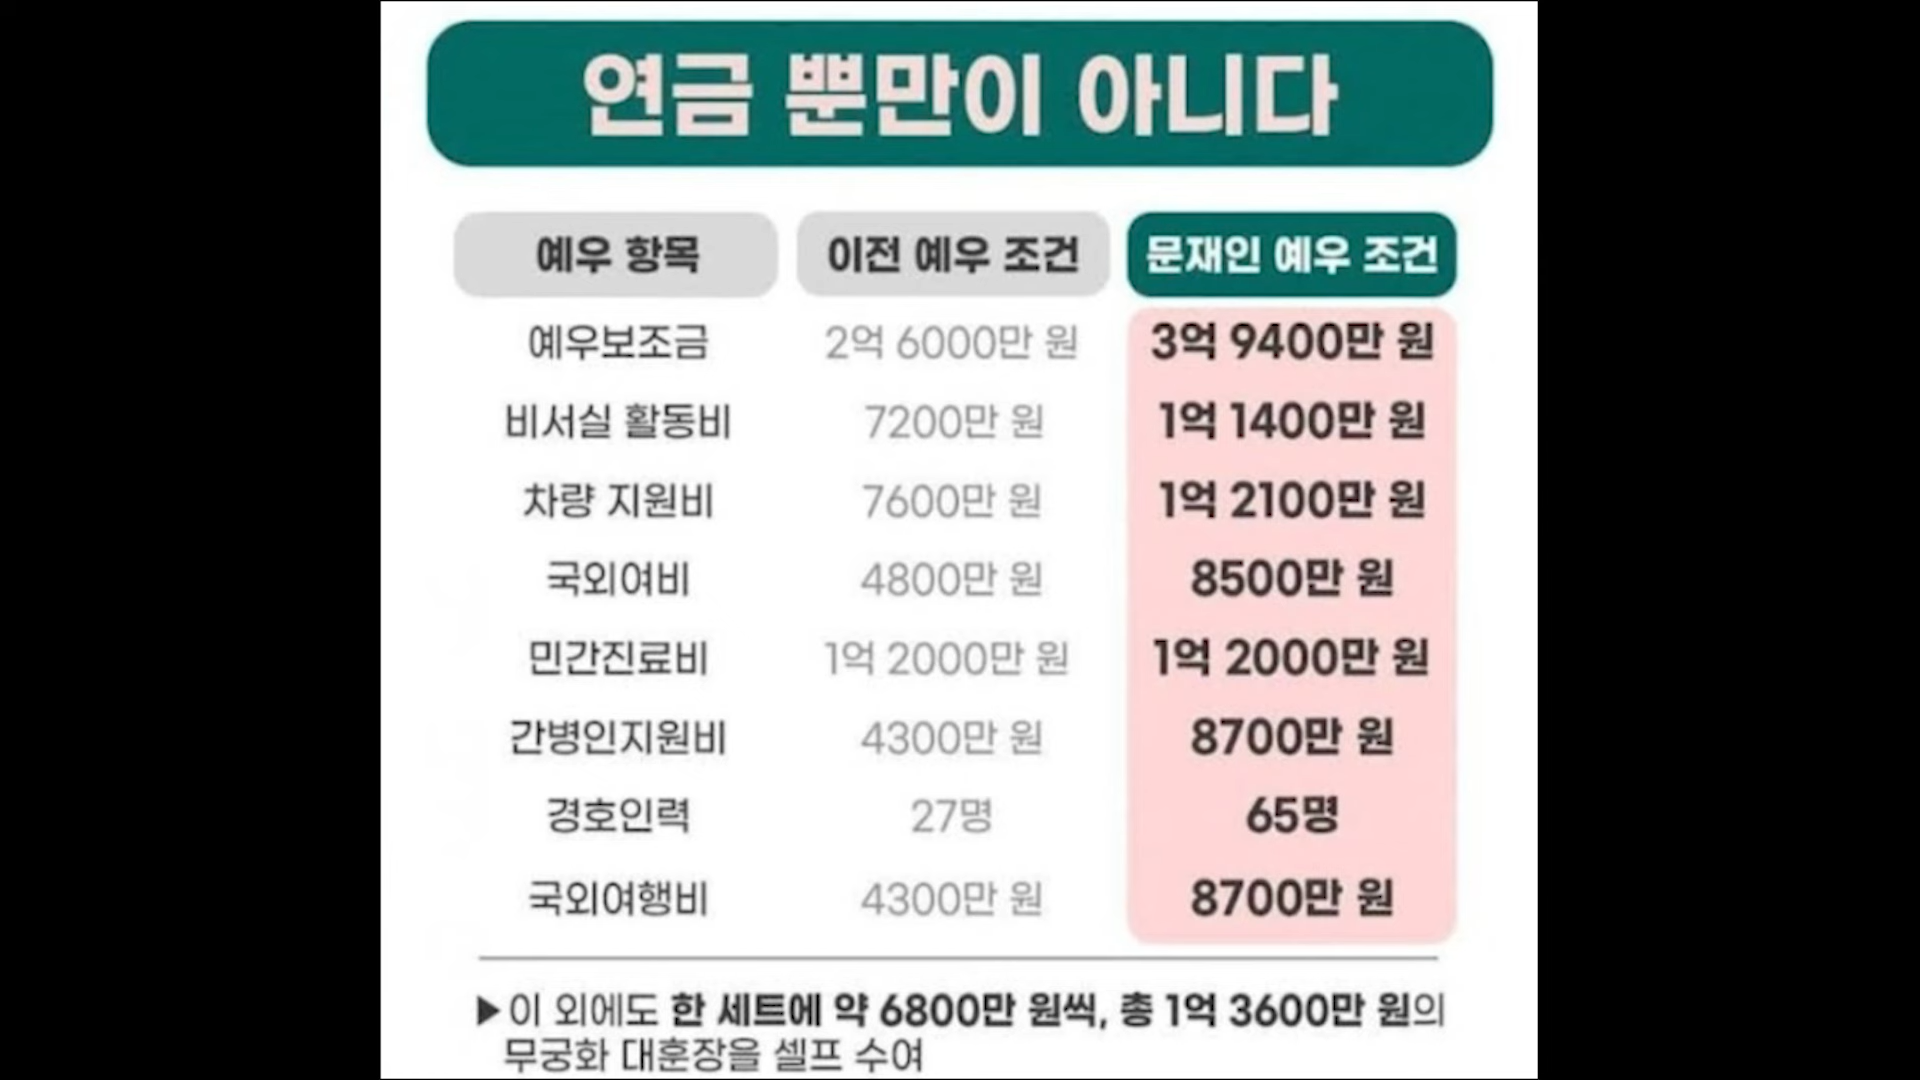 연금 뿐만이 아니다
예우 항목 이전 예우 조건 문재인 예우 조건
예우보조금 2억 6000만 원 3억 9400만 원
비서실 활동비 7200만 원 1억 1400만 원
차량 지원비 7600만 원 1억 2100만 원
국외여비 4800만 원 8500만 원
민간진료비 1억 2000만 원 1억 2000만 원
간병인지원비 4300만 원 8700만 원
경호인력 27명 65명
국외여행비 4300만 원 8700만 원
▶이 외에도 한 세트에 약 6800만 원씩, 총 1억 3600만 원의
무궁화 대훈장을 셀프 수여